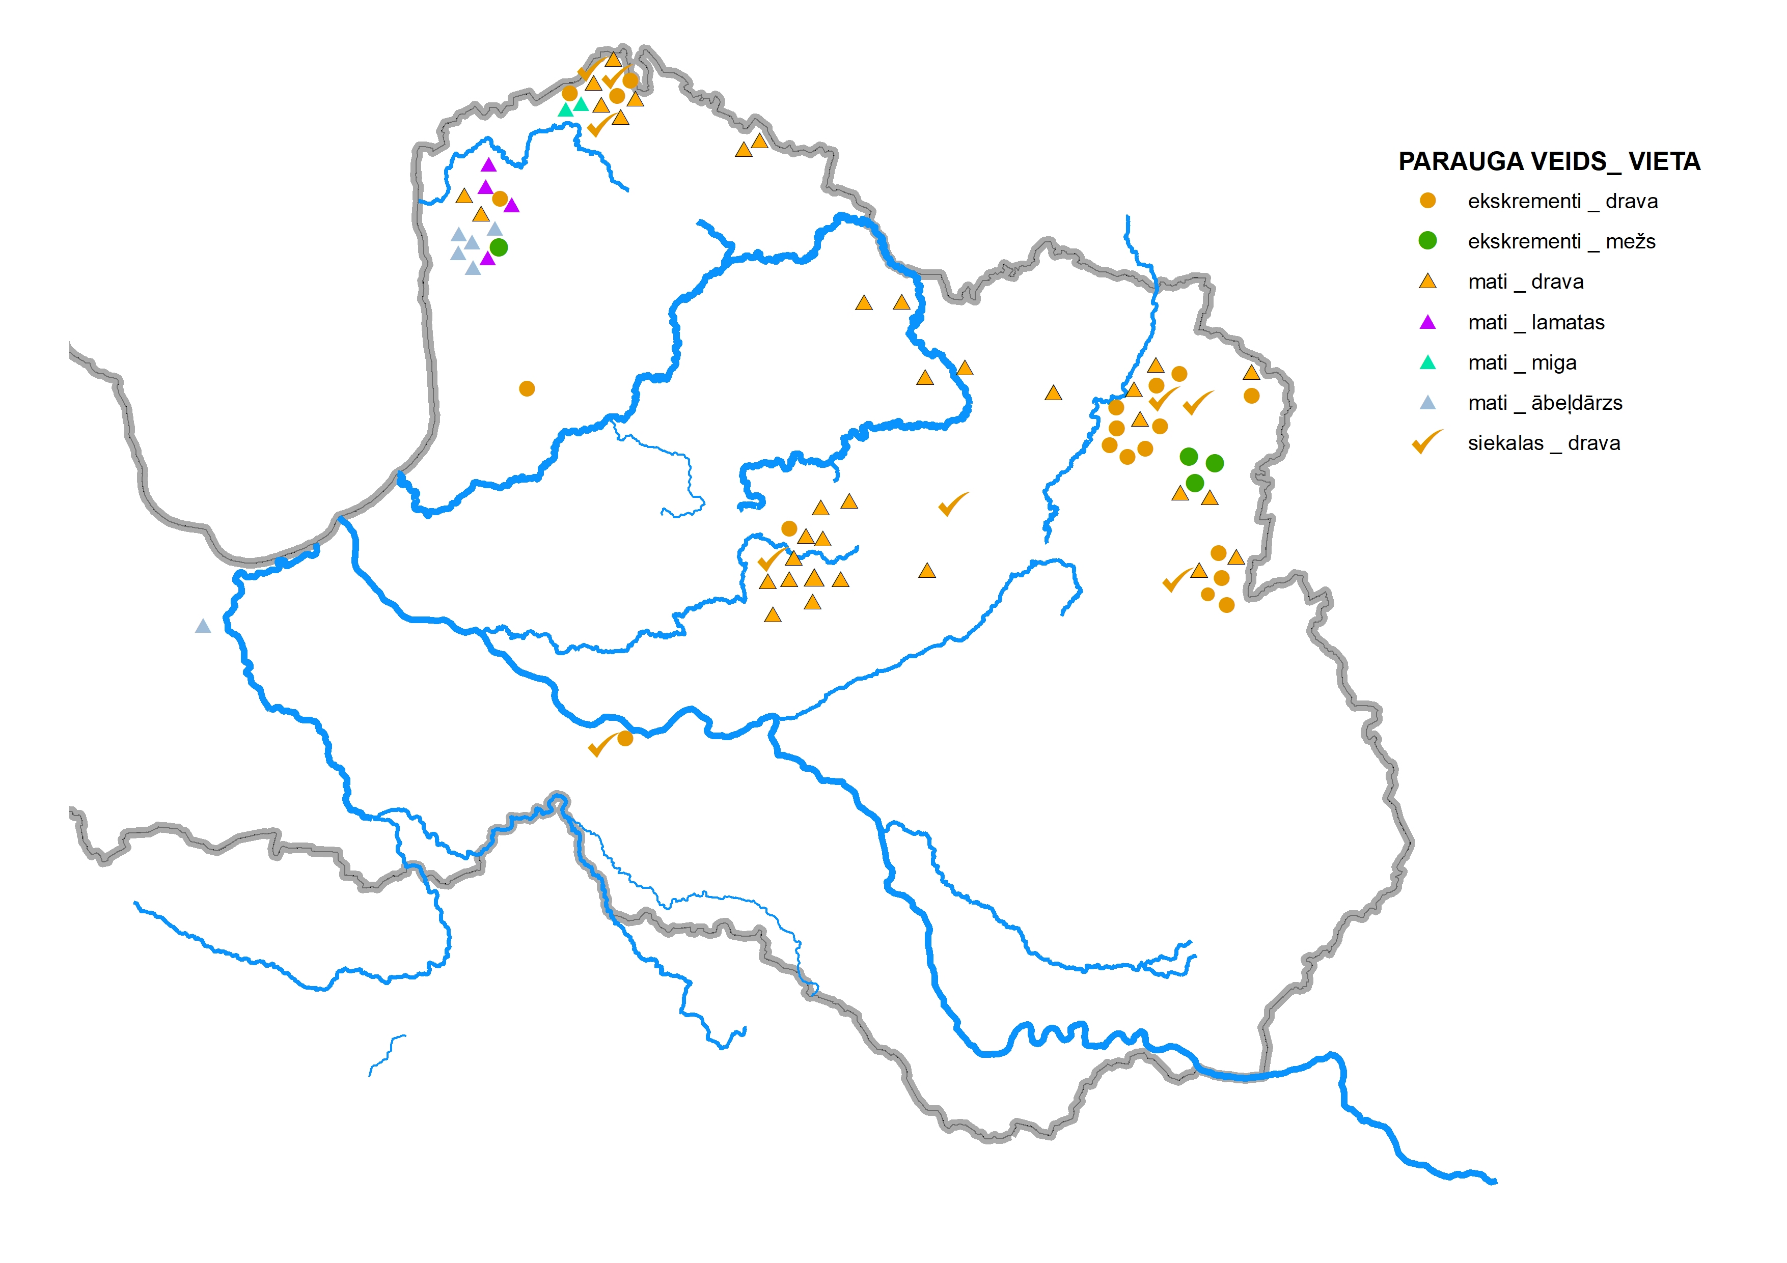 PARAUGA VEIDS_ VIETA
ekskrementi _ drava
ekskrementi _ mežs
mati _ drava
mati _ lamatas
mati _ miga
mati _ ābeļdārzs
siekalas _ drava